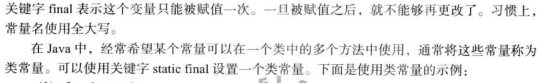 关键字 final 表示这个变量只能被赋值一次。一旦被赋值之后，就不能够再更改了。习惯上，
常量名使用全大写。
在 Java 中，经常希望某个常量可以在一个类中的多个方法中使用，通常将这些常量称为
类常量。可以使用关键字 static final 设置一个类常量。下面是使用类常量的示例：